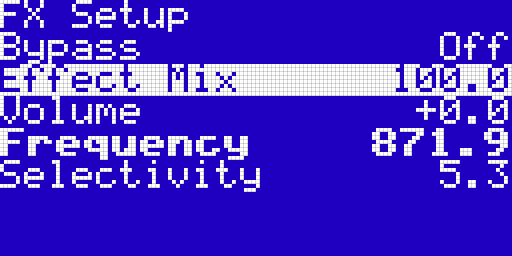 FX Setup
Bypass Off
Effect Mix 100.0
Volume +0.0
Frequency 871.9
Selectivity 5.3